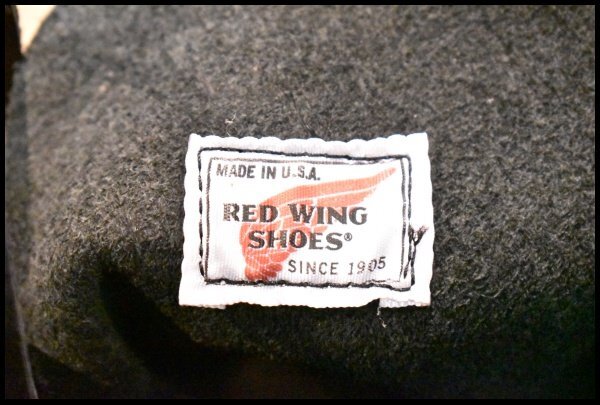 MADE IN U.S.A.
RED WING
SHOES®
SINCE 1905